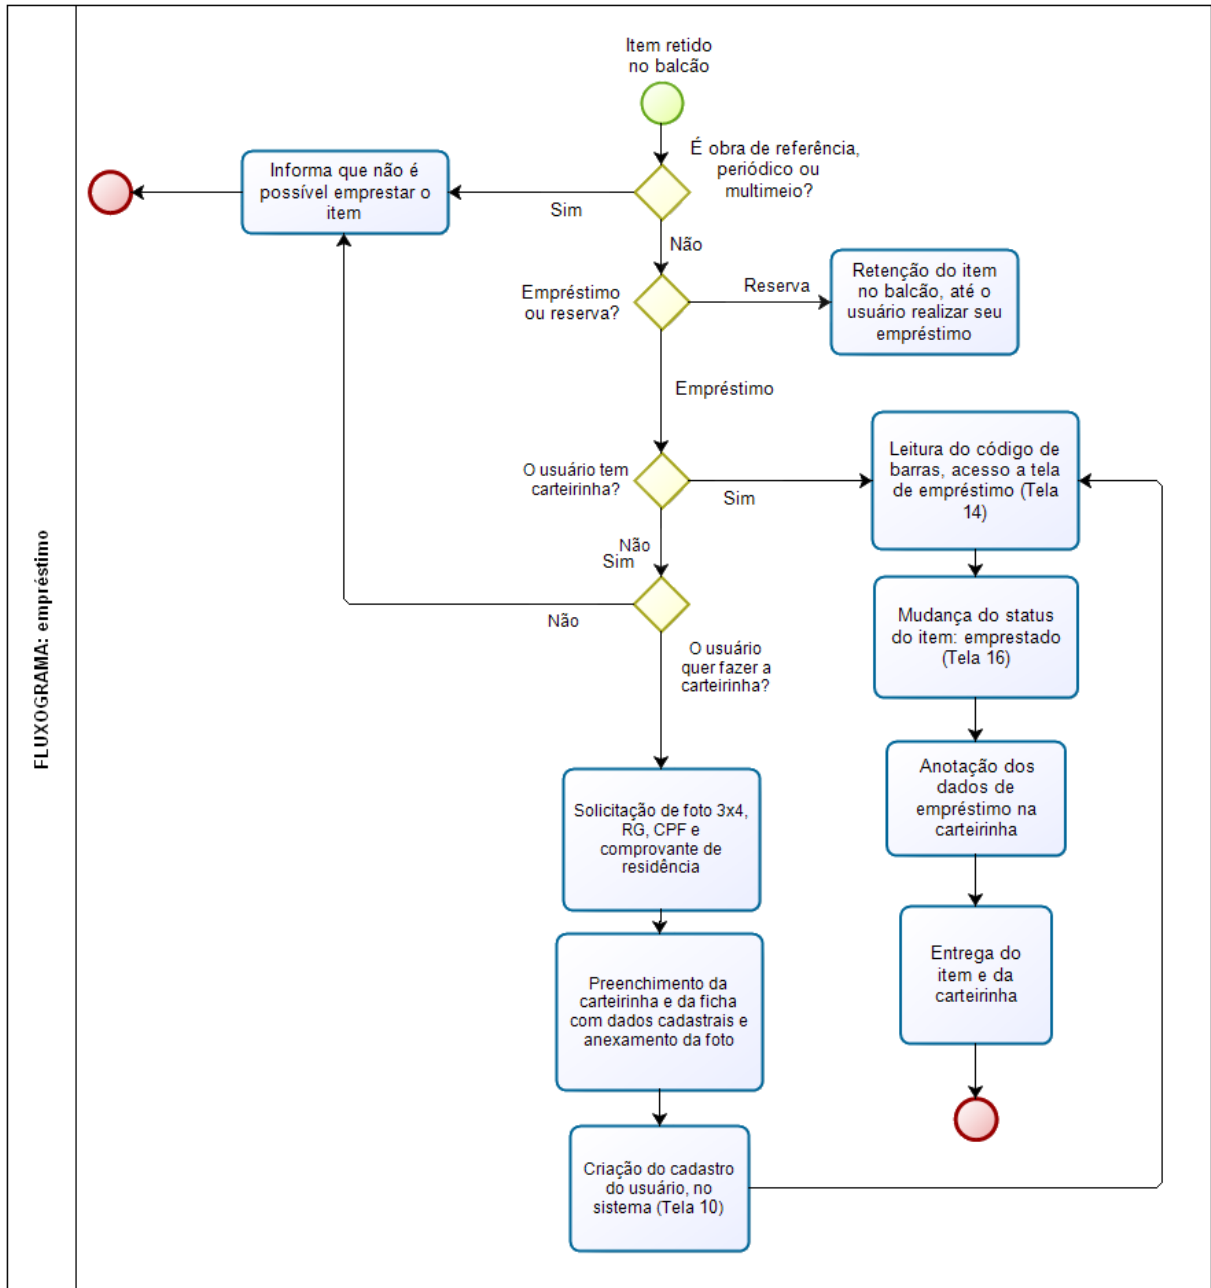 FLUXOGRAMA: empréstimo
Item retido
no balcão
É obra de referência,
periódico ou
multimeio?
Informa que não é
possível emprestar o
item
Sim
Não
Empréstimo
ou reserva?
Reserva
Retenção do item
no balcão, até o
usuário realizar seu
empréstimo
Empréstimo
O usuário tem
carteirinha?
Sim
Leitura do código de
barras, acesso a tela
de empréstimo (Tela
14)
Não
Sim
Não
O usuário
quer fazer a
carteirinha?
Mudança do status
do item: emprestado
(Tela 16)
Anotação dos
dados de
empréstimo na
carteirinha
Solicitação de foto 3x4,
RG, CPF e
comprovante de
residência
Entrega do
item e da
carteirinha
Preenchimento da
carteirinha e da ficha
com dados cadastrais e
anexamento da foto
Criação do cadastro
do usuário, no
sistema (Tela 10)